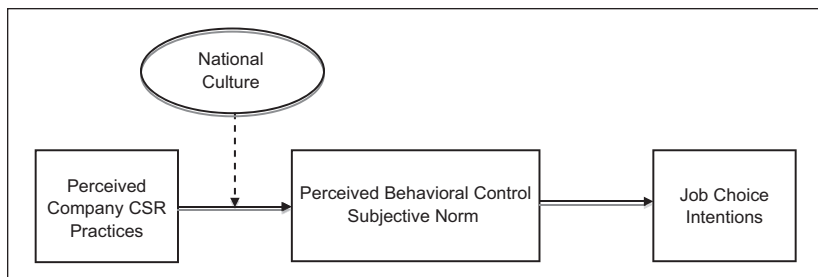 National
Culture
Perceived
Company CSR
Practices
Perceived Behavioral Control
Subjective Norm
Job Choice
Intentions